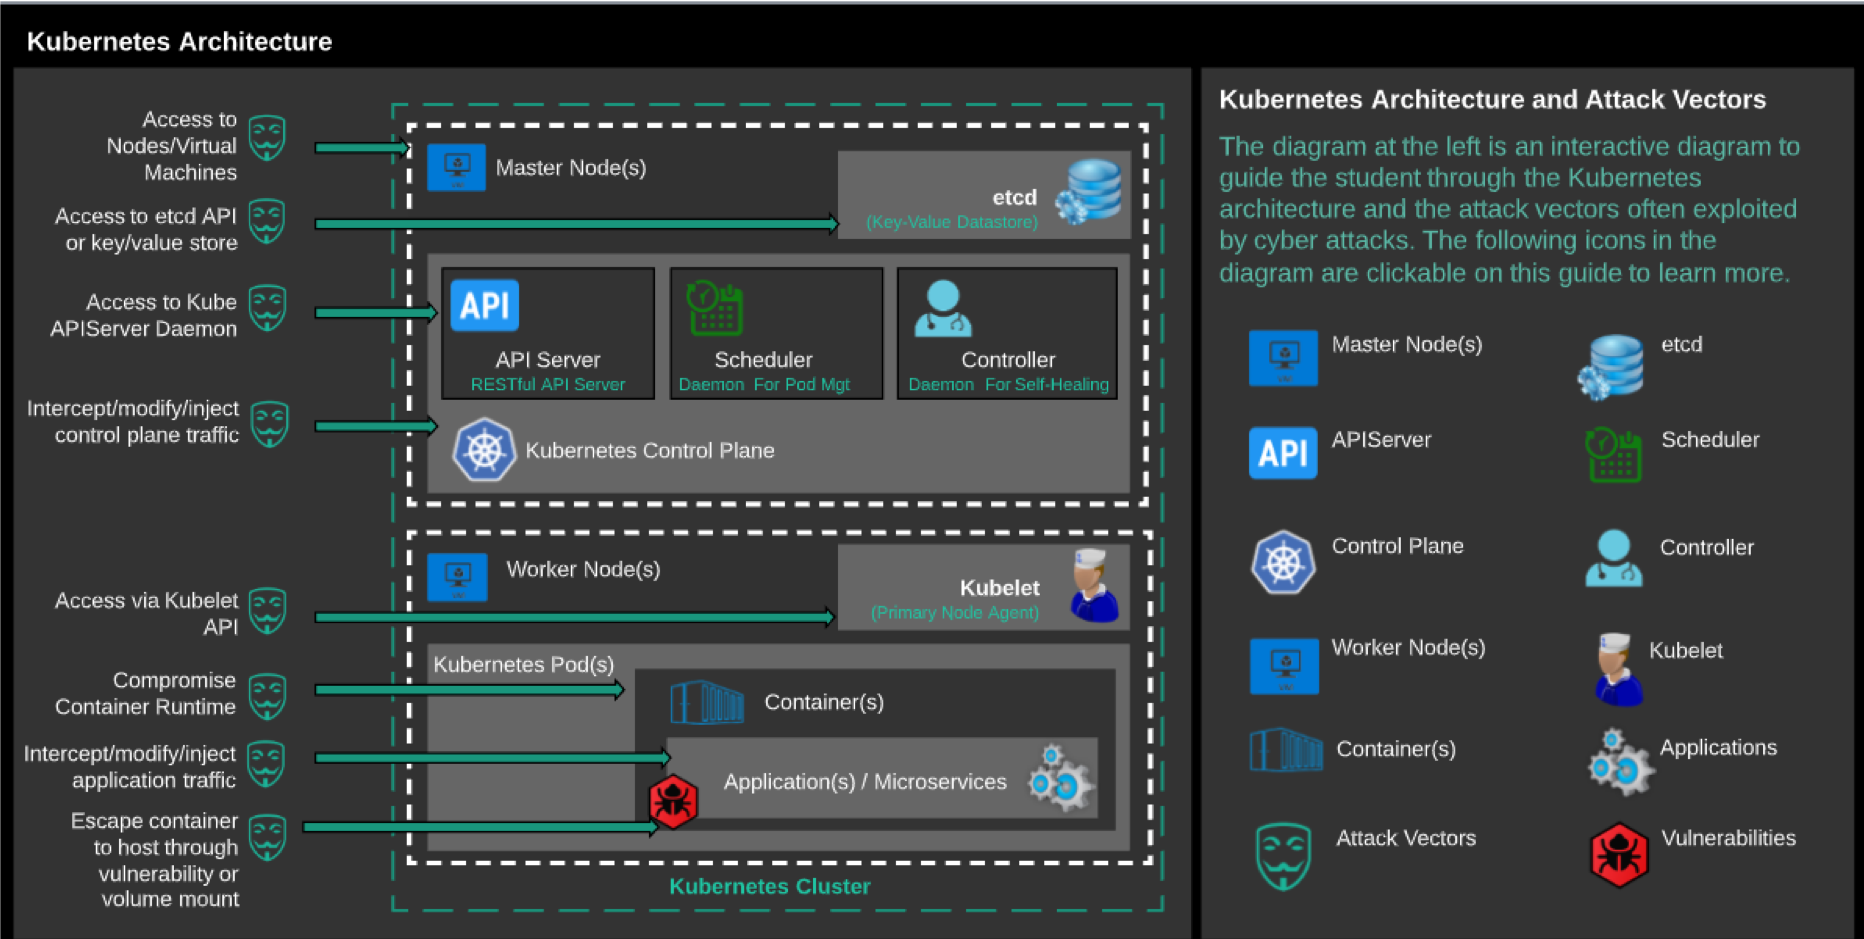 Kubernetes Architecture
Access to
Nodes/Virtual
Machines
Access to etcd API
or key/value store
Access to Kube
APIServer Daemon
Intercept/modify/inject
control plane traffic
Access via Kubelet
API
Compromise
Container Runtime
Intercept/modify/inject
application traffic
Escape container
to host through
vulnerability or
volume mount
Master Node(s)
etcd
(Key-Value Datastore)
API
API Server
RESTful API Server
Scheduler
Daemon For Pod Mgt
Controller
Daemon For Self-Healing
Kubernetes Control Plane
Worker Node(s)
Kubelet
(Primary Node Agent)
Kubernetes Pod(s)
Container(s)
Application(s) / Microservices
Kubernetes Cluster
Kubernetes Architecture and Attack Vectors
The diagram at the left is an interactive diagram to
guide the student through the Kubernetes
architecture and the attack vectors often exploited
by cyber attacks. The following icons in the
diagram are clickable on this guide to learn more.
Master Node(s)
etcd
API
APIServer
Scheduler
Control Plane
Controller
Worker Node(s)
Kubelet
Container(s)
Applications
Attack Vectors
Vulnerabilities